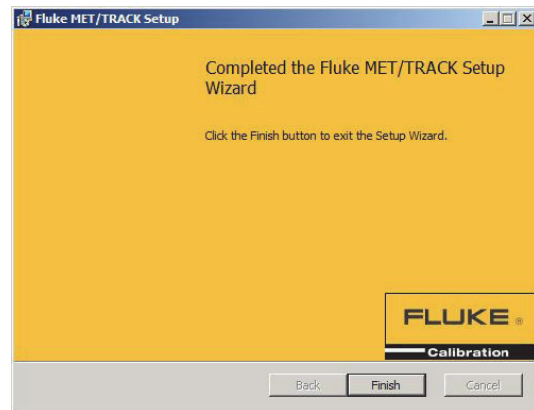 Fluke MET/TRACK Setup
Completed the Fluke MET/TRACK Setup
Wizard
Click the Finish button to exit the Setup Wizard.
FLUKE ®
Calibration
Back Finish Cancel